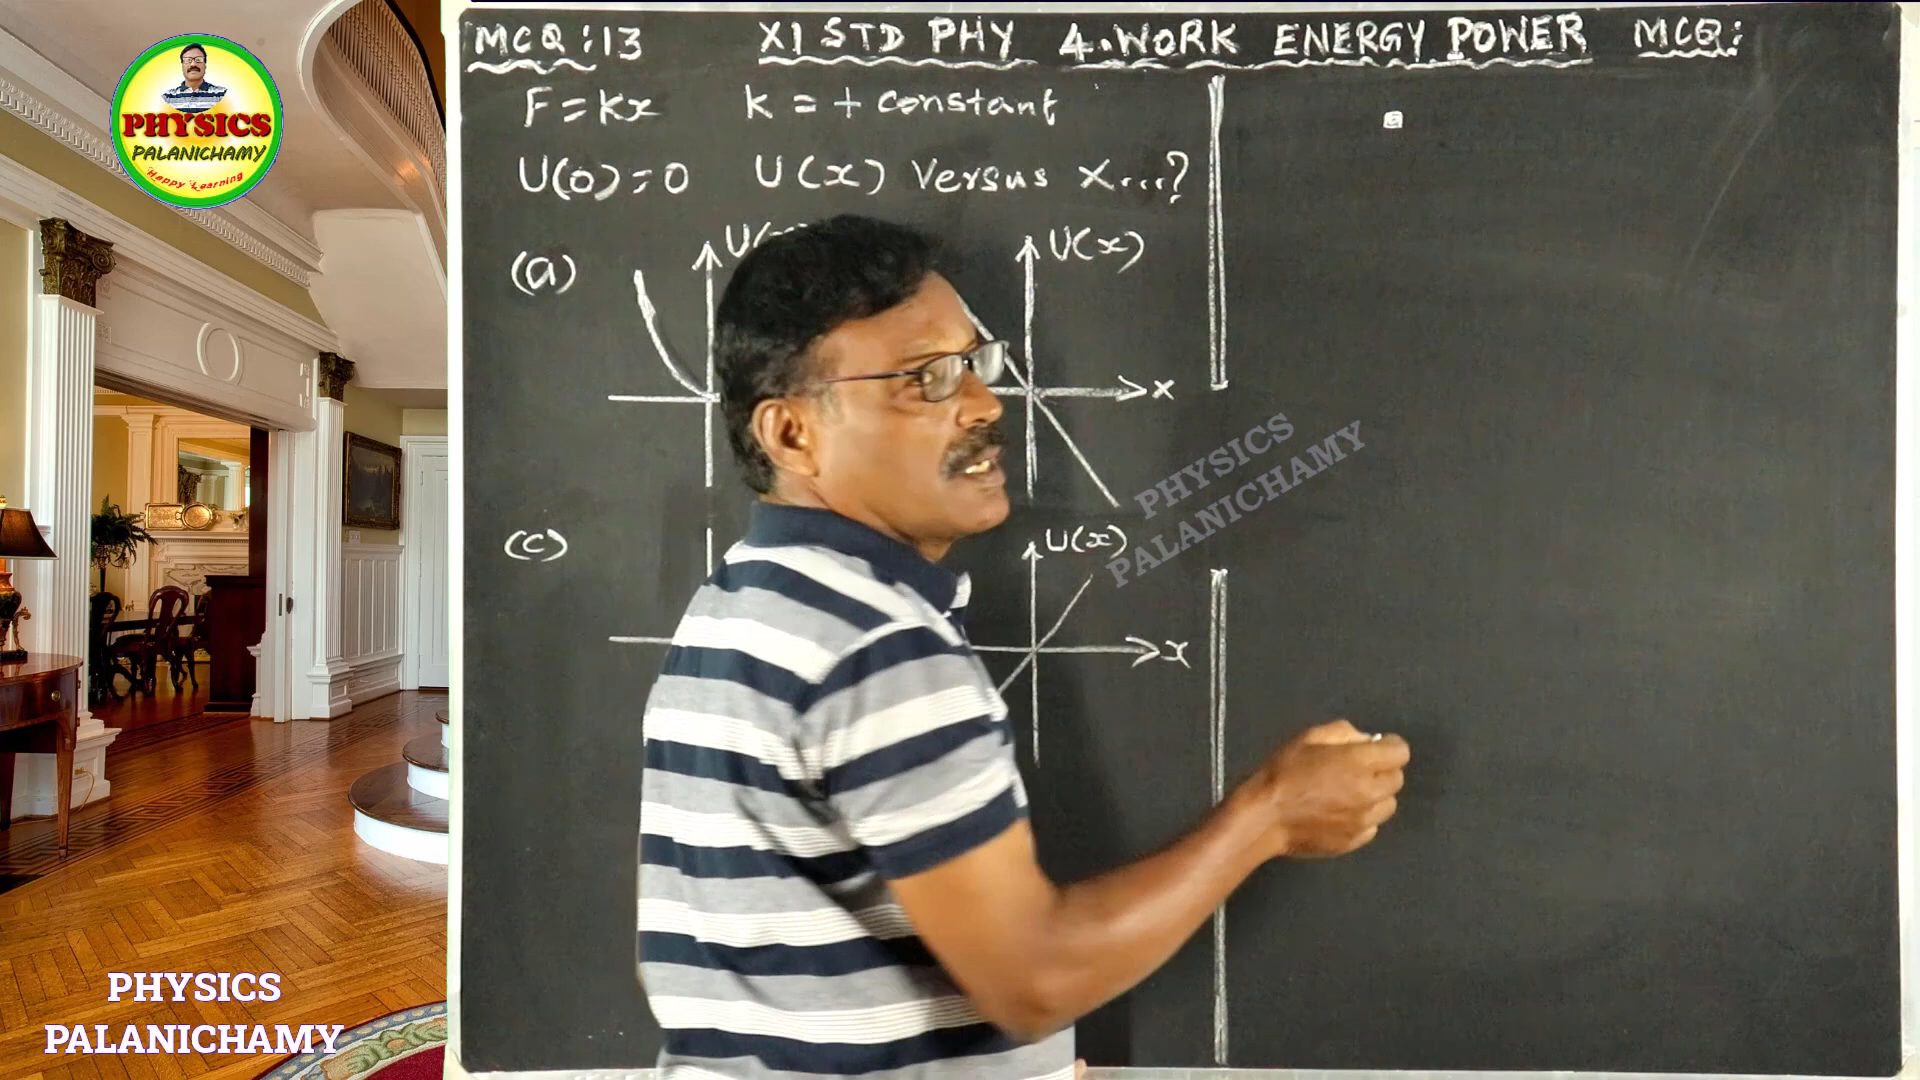 MCQ:13 XI STD PHY 4.WORK ENERGY POWER MCQ:
F=kx k = + constant
U(0)=0 U(x) Versus x...?
(a)
U(x)
x
(c)
U(x)
x
PHYSICS
PALANICHAMY
Happy Learning
PHYSICS
PALANICHAMY
PHYSICS
PALANICHAMY